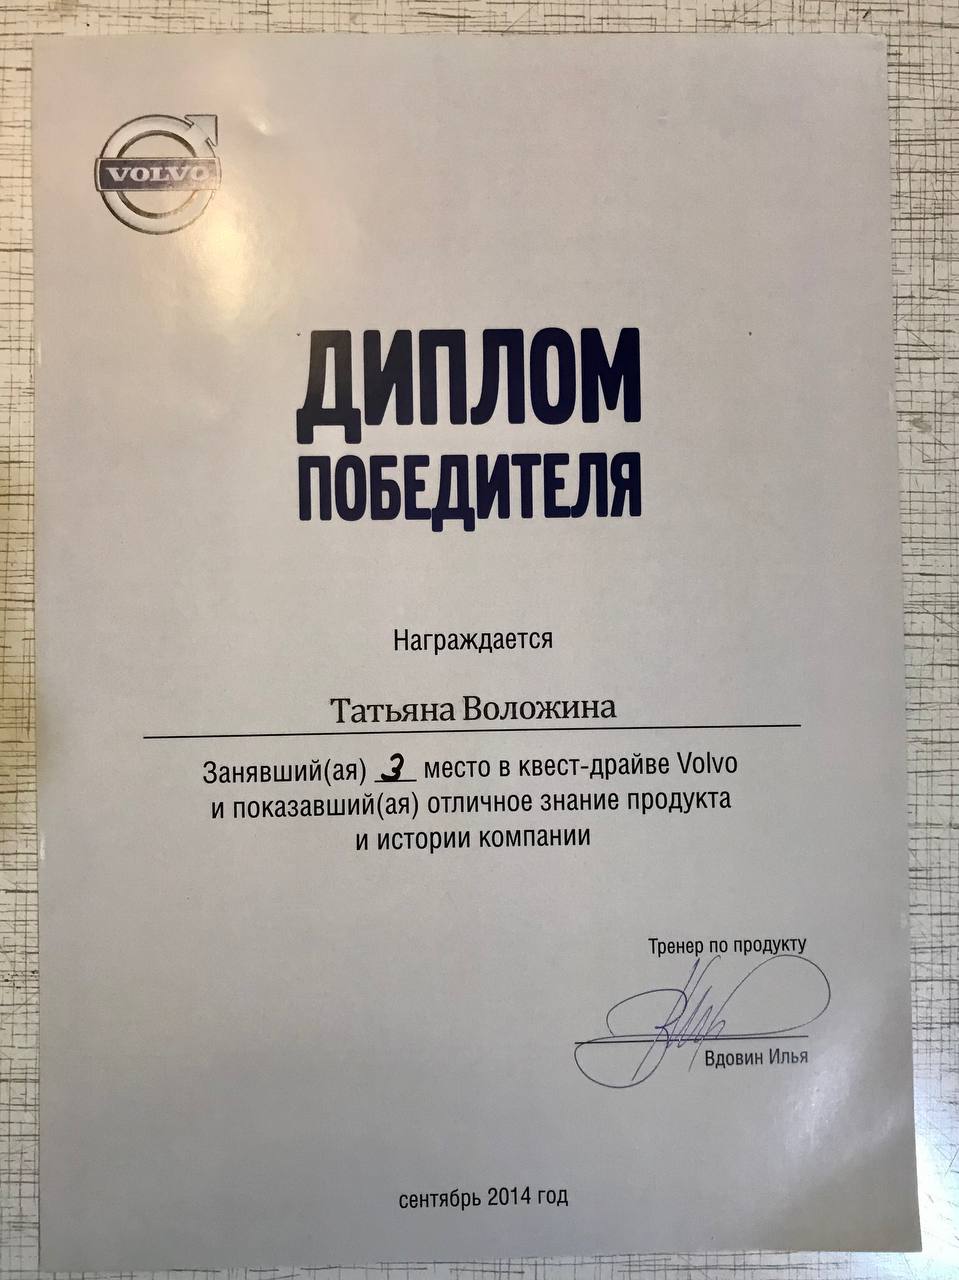 VOLVO
ДИПЛОМ
ПОБЕДИТЕЛЯ
Награждается
Татьяна Воложина
Занявший(ая) 3 место в квест-драйве Volvo
и показавший(ая) отличное знание продукта
и истории компании
Тренер по продукту
Вдовин Илья
сентябрь 2014 год